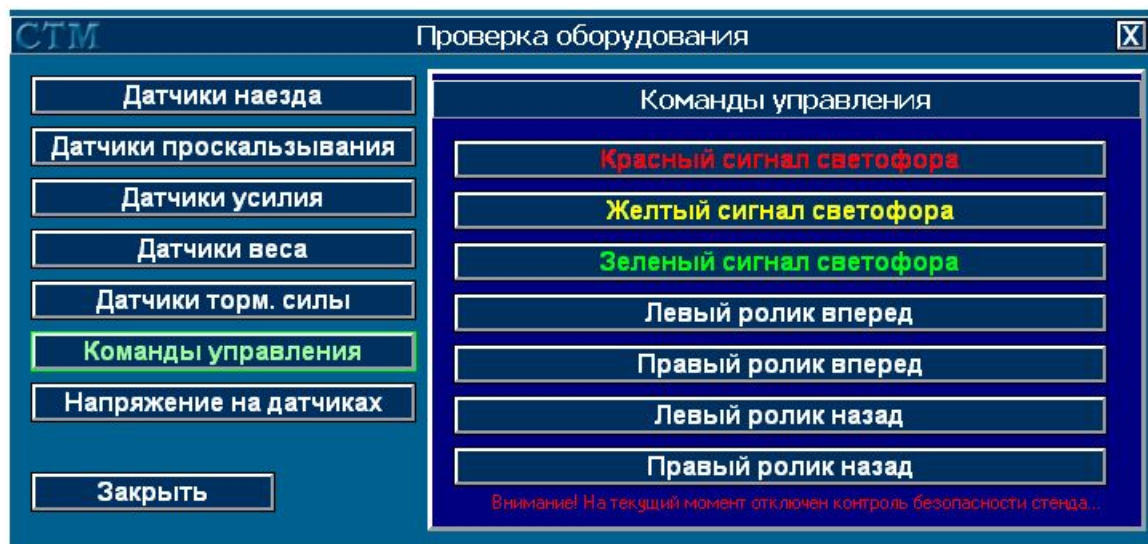 СТМ
Проверка оборудования
X
Датчики наезда
Датчики проскальзывания
Датчики усилия
Датчики веса
Датчики торм. силы
Команды управления
Напряжение на датчиках
Закрыть
Команды управления
Красный сигнал светофора
Желтый сигнал светофора
Зеленый сигнал светофора
Левый ролик вперед
Правый ролик вперед
Левый ролик назад
Правый ролик назад
Внимание! На текущий момент отключен контроль безопасности стенда...